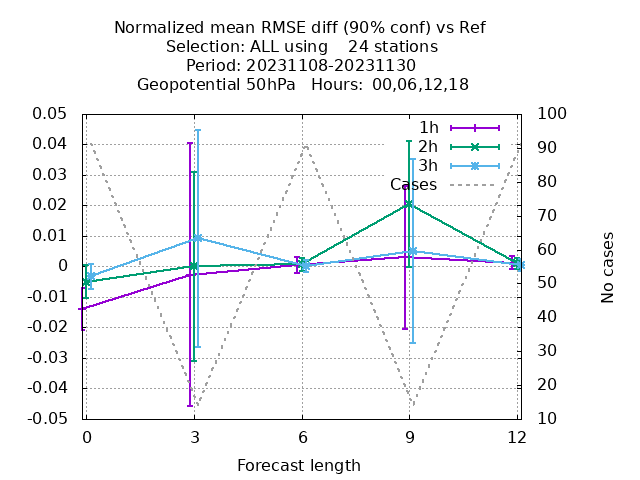 Normalized mean RMSE diff (90% conf) vs Ref
Selection: ALL using    24 stations
Period: 20231108-20231130
Geopotential 50hPa   Hours: 00,06,12,18
0.05
0.04
0.03
0.02
0.01
0
-0.01
-0.02
-0.03
-0.04
-0.05
1h
2h
3h
Cases
100
90
80
70
60
50
40
30
20
10
No cases
0 3 6 9 12
Forecast length